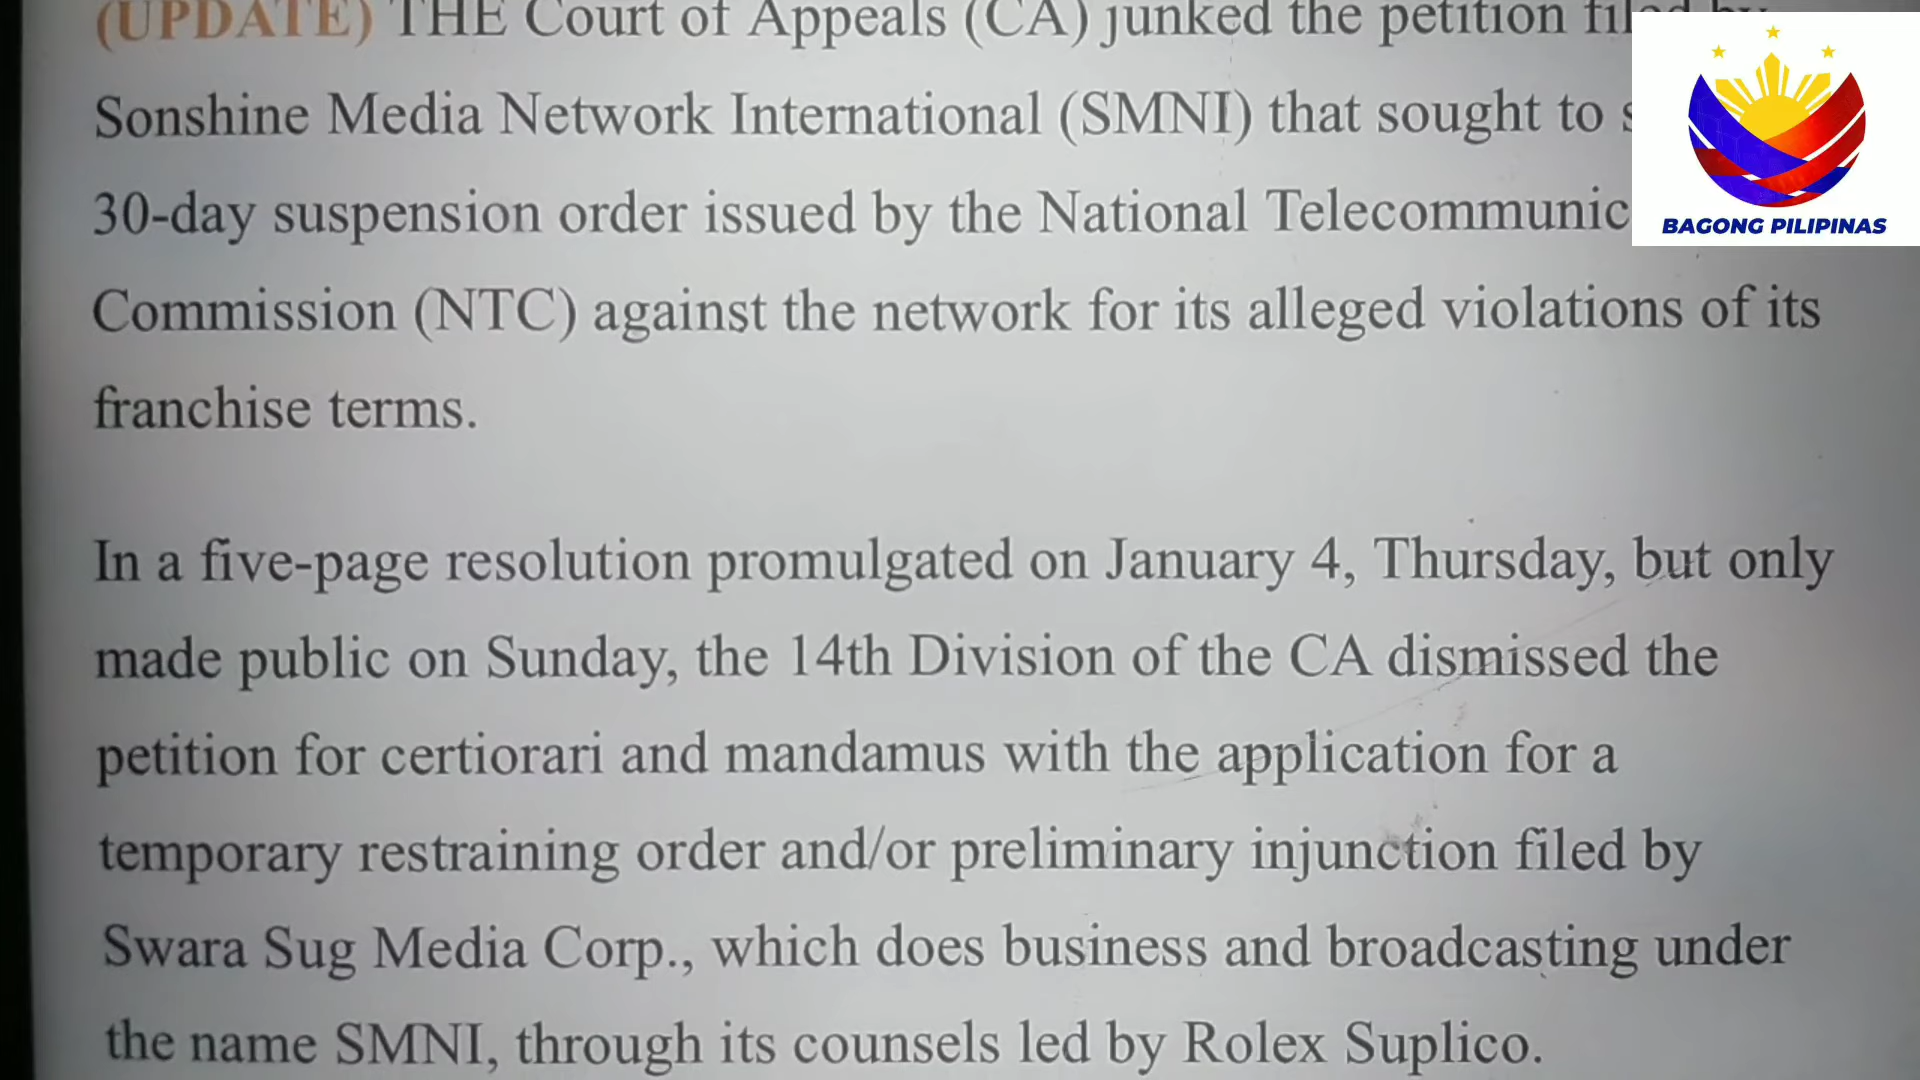 (UPDATE) THE Court of Appeals (CA) junked the petition filed by
Sonshine Media Network International (SMNI) that sought to
30-day suspension order issued by the National
Commission (NTC) against the network for its alleged violations of its
franchise terms.
In a five-page resolution promulgated on January 4, Thursday, but only
made public on Sunday, the 14th Division of the CA dismissed the
petition for certiorari and mandamus with the application for a
temporary restraining order and/or preliminary injunction filed by
Swara Sug Media Corp., which does business and broadcasting under
the name SMNI, through its counsels led by Rolex Suplico.
BAGONG PILIPINAS